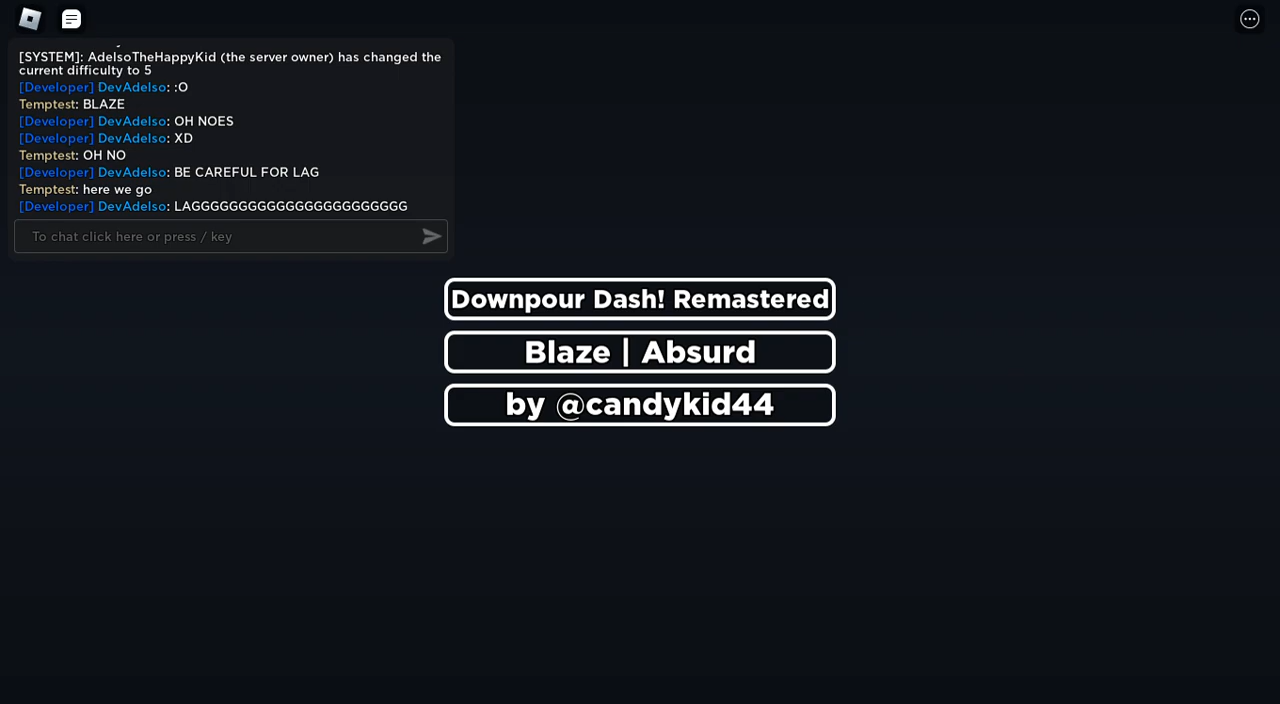 [SYSTEM]: AdelsoTheHappyKid (the server owner) has changed the
current difficulty to 5
[Developer] DevAdelso: :O
Temptest: BLAZE
[Developer] DevAdelso: OH NOES
[Developer] DevAdelso: XD
Temptest: OH NO
[Developer] DevAdelso: BE CAREFUL FOR LAG
Temptest: here we go
[Developer] DevAdelso: LAGGGGGGGGGGGGGGGGGGGGGGG
To chat click here or press / key
Downpour Dash! Remastered
Blaze | Absurd
by @candykid44